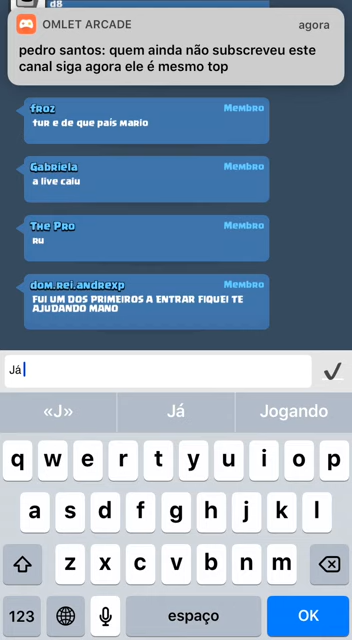 d8
OMLET ARCADE agora
pedro santos: quem ainda não subscreveu este
canal siga agora ele é mesmo top
froz Membro
tur e de que pais mario
Gabriela Membro
a live caiu
The Pro Membro
ru
dom.rei.andrexp Membro
FUI UM DOS PRIMEIROS A ENTRAR FIQUEI TE
AJUDANDO MANO
Já
«J» Já Jogando
q w e r t y u i o p
a s d f g h j k l
z x c v b n m
123 espaço OK